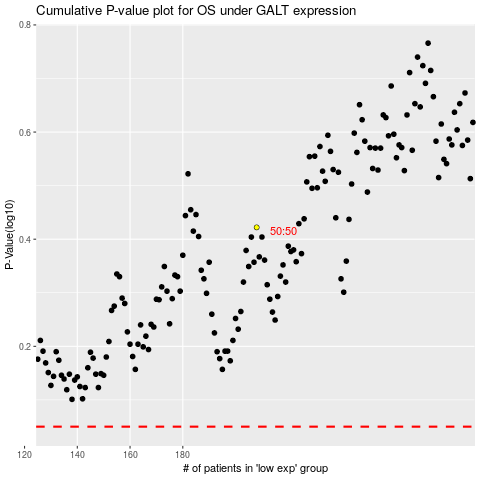 Cumulative P-value plot for OS under GALT expression
0.8
0.6
0.4
0.2
P-Value(log10)
50:50
120 140 160 180
# of patients in 'low exp' group